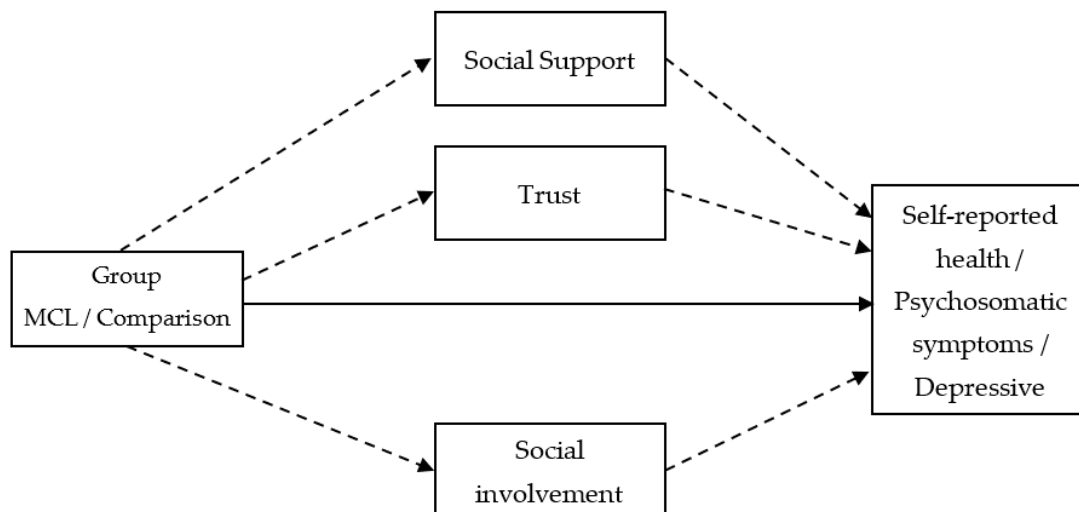 Social Support
Trust
Group
MCL / Comparison
Self-reported
health /
Psychosomatic
symptoms /
Depressive
Social
involvement